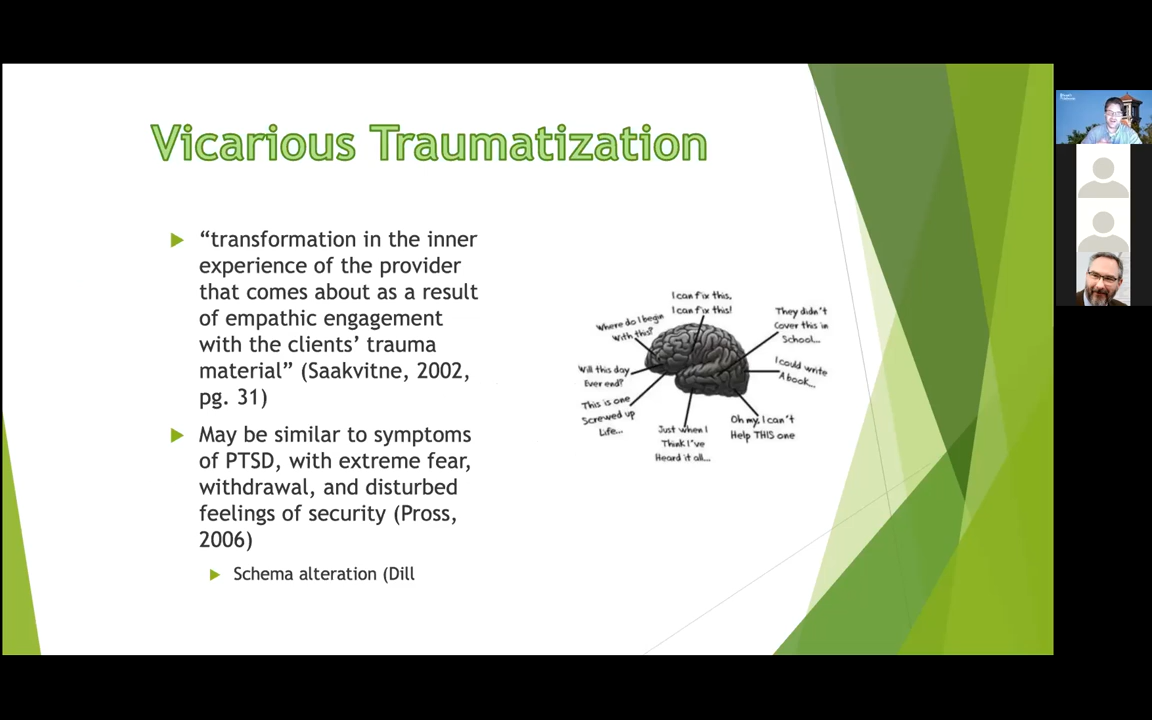 Vicarious Traumatization
“transformation in the inner
experience of the provider
that comes about as a result
of empathic engagement
with the clients’ trauma
material” (Saakvitne, 2002,
pg. 31)
May be similar to symptoms
of PTSD, with extreme fear,
withdrawal, and disturbed
feelings of security (Pross,
2006)
Schema alteration (Dill
I can fix this,
I can fix this!
Where do I begin
With this?
They didn't
Cover this in
School...
Will this day
Ever end?
I could write
A book...
This is one
Screwed up
Life...
Just when I
Think I've
Heard it all...
Oh my, I can't
Help THIS one